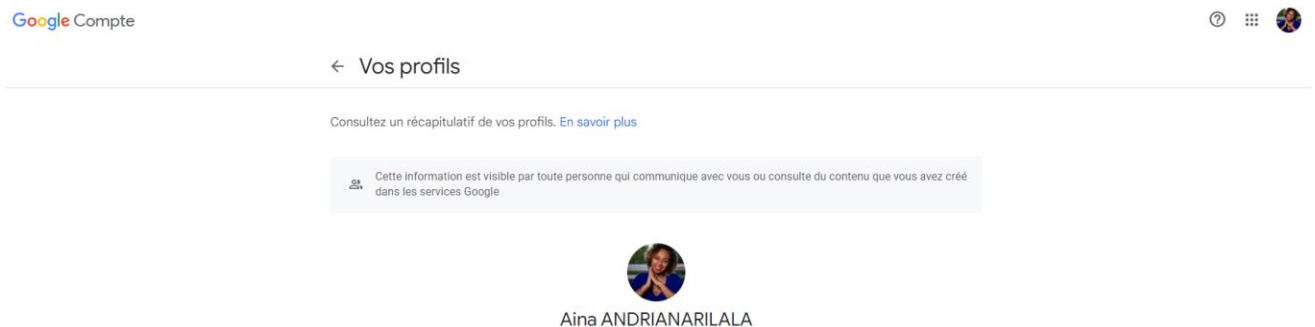 Google Compte
Vos profils
Consultez un récapitulatif de vos profils. En savoir plus
Cette information est visible par toute personne qui communique avec vous ou consulte du contenu que vous avez créé
dans les services Google
Aina ANDRIANARILALA